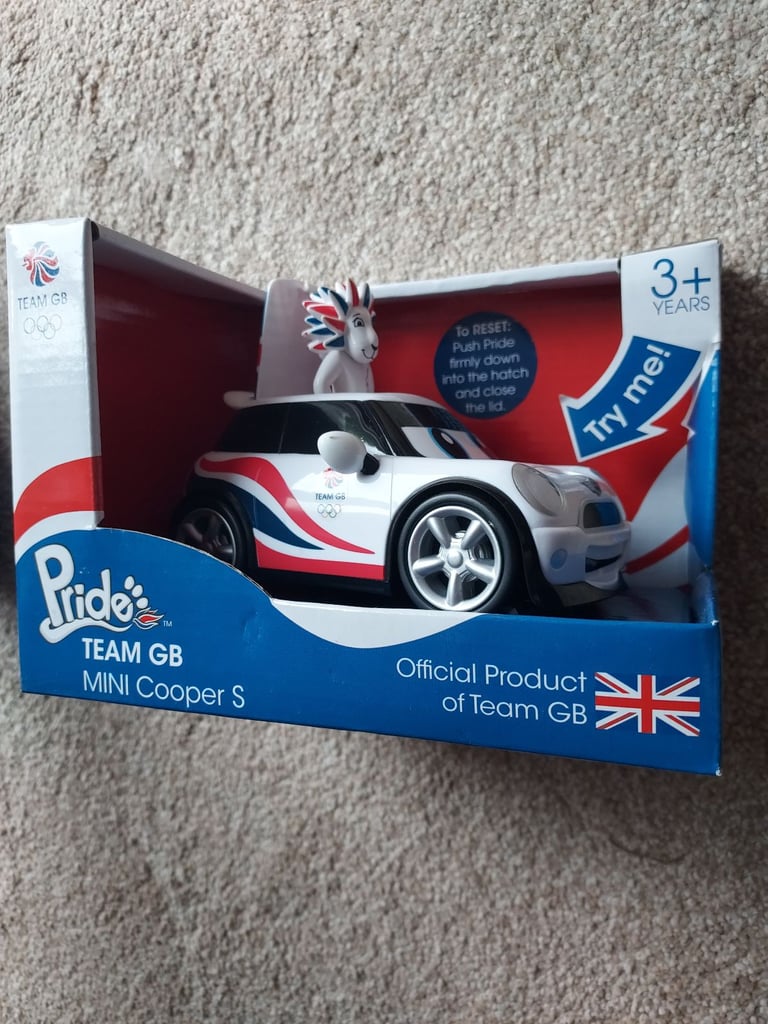 TEAM GB
3+
YEARS
To RESET:
Push Pride
firmly down
into the hatch
and close
the lid.
Try me!
TEAM GB
Pride™
TEAM GB
MINI Cooper S
Official Product
of Team GB